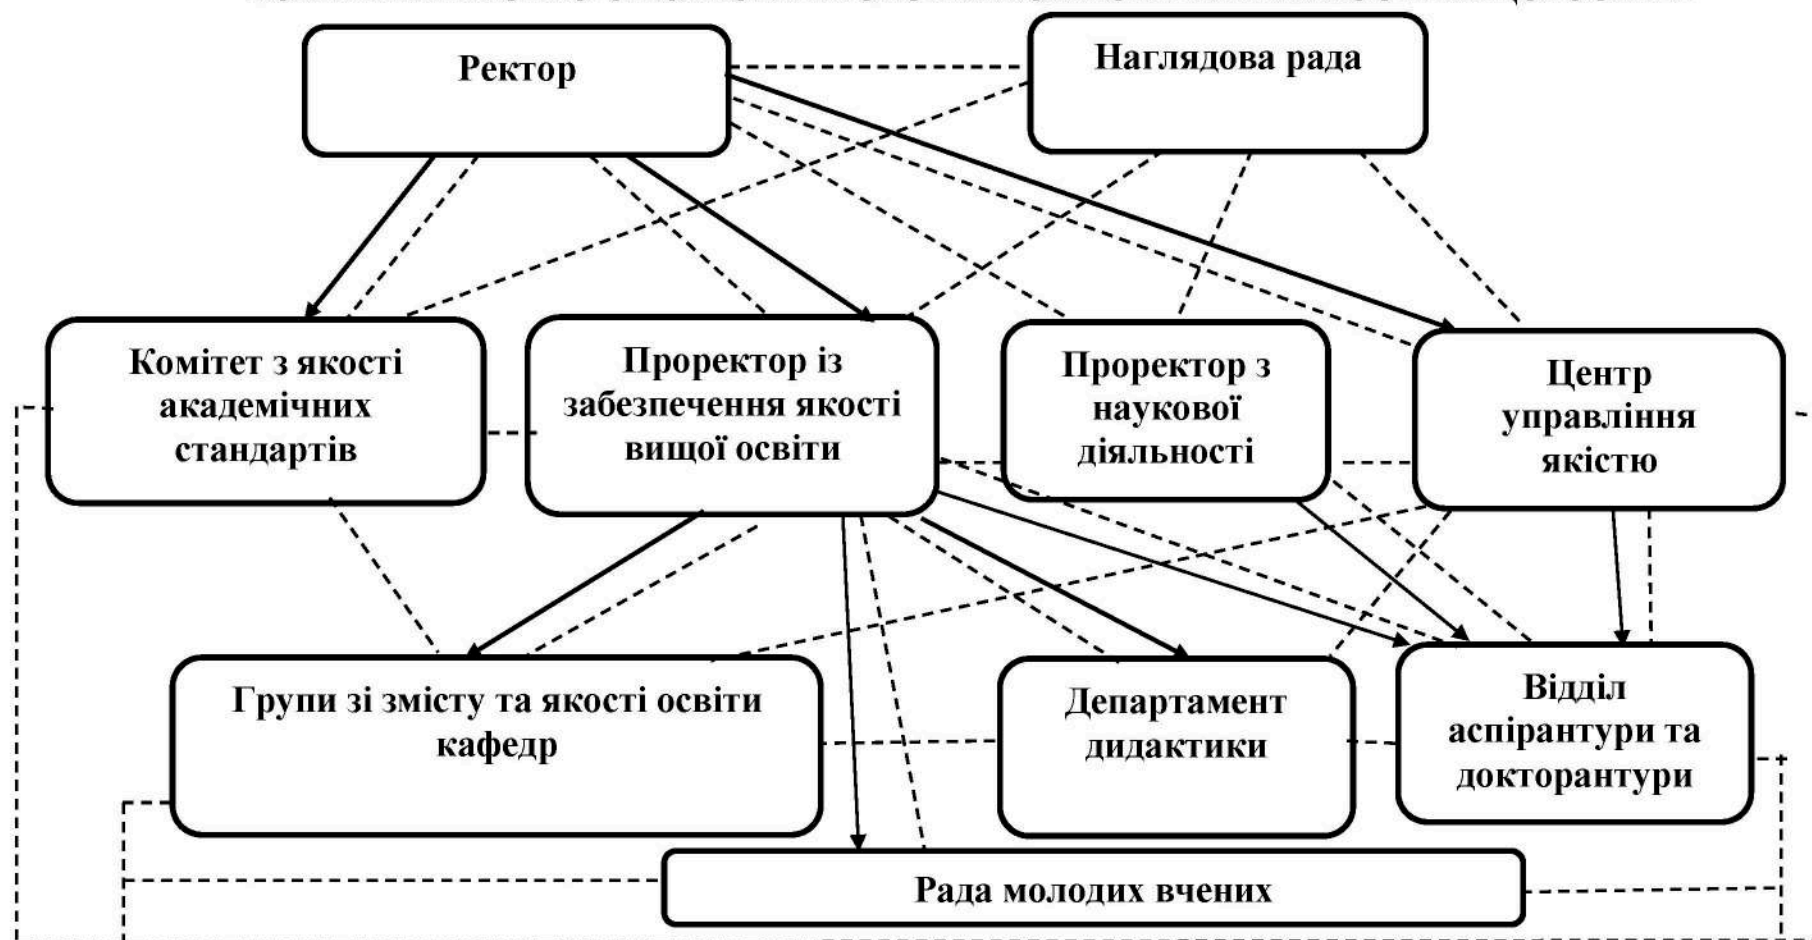 Ректор
Наглядова рада
Комітет з якості
академічних
стандартів
Проректор із
забезпечення якості
вищої освіти
Проректор з
наукової
діяльності
Центр
управління
якістю
Групи зі змісту та якості освіти
кафедр
Департамент
дидактики
Відділ
аспірантури та
докторантури
Рада молодих вчених